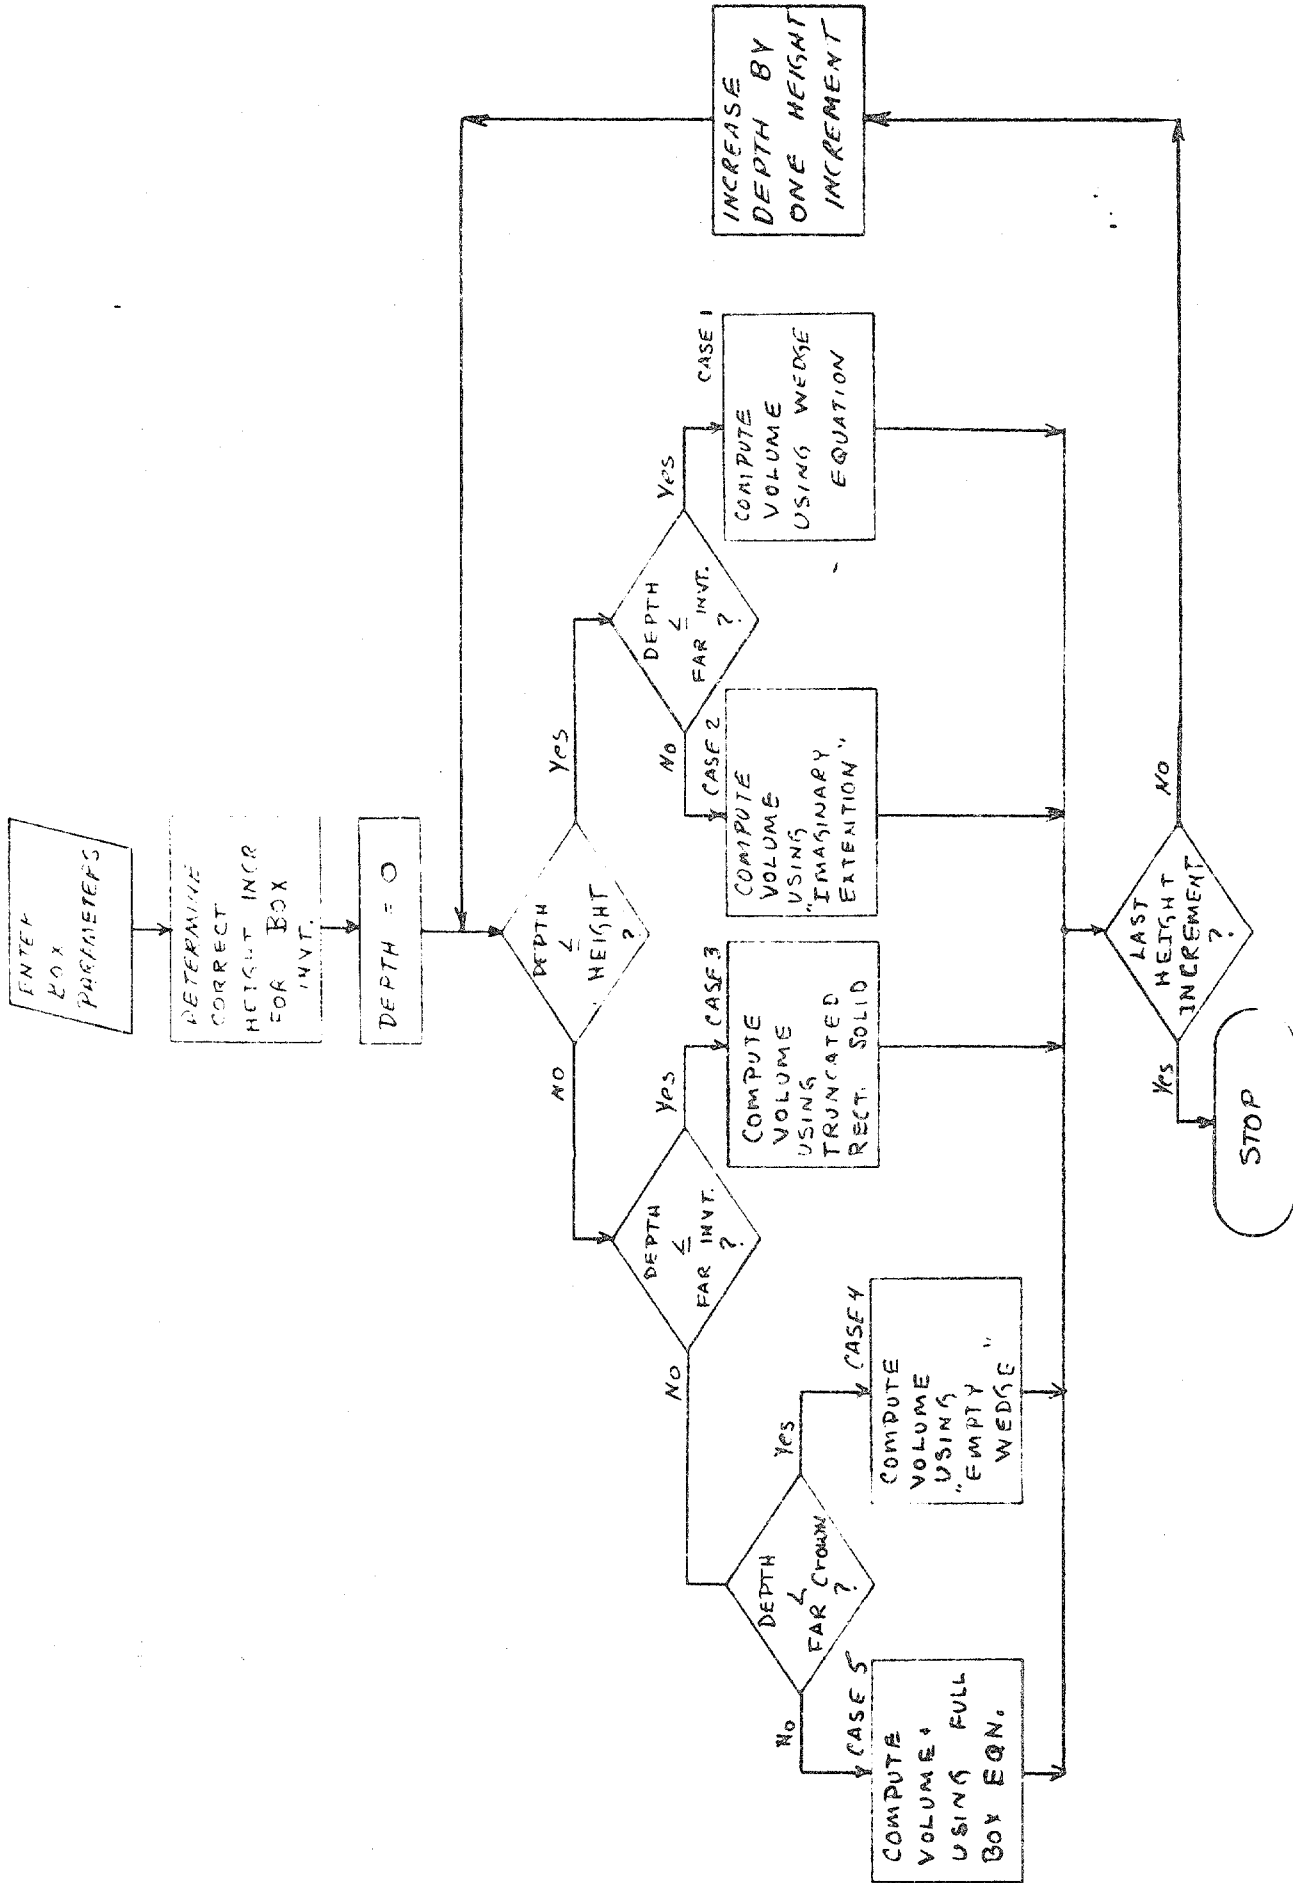 ENTER
BOX
PARAMETERS
DETERMINE
CORRECT
HEIGHT INCR
FOR BOX
INVT.
DEPTH = 0
INCREASE
DEPTH BY
ONE HEIGHT
INCREMENT
DEPTH
≤
HEIGHT
?
NO
Yes
DEPTH
≤
FAR INVT.
?
No
Yes
DEPTH
≤
FAR INVT.
?
No
Yes
DEPTH
<
FAR Crown
?
No
Yes
CASE 5
COMPUTE
VOLUME.
USING FULL
BOX EQN.
CASE 4
COMPUTE
VOLUME
USING
"EMPTY
WEDGE"
CASE 3
COMPUTE
VOLUME
USING
TRUNCATED
RECT. SOLID
CASE 2
COMPUTE
VOLUME
USING
"IMAGINARY
EXTENTION"
CASE 1
COMPUTE
VOLUME
USING WEDGE
EQUATION
LAST
HEIGHT
INCREMENT
?
Yes
NO
STOP